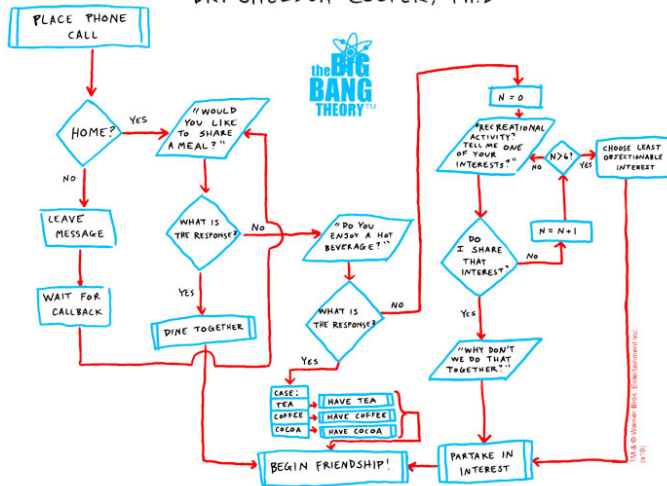 DR. SHELDON COOPER, Ph.D
PLACE PHONE
CALL
HOME?
YES
NO
LEAVE
MESSAGE
WAIT FOR
CALLBACK
"WOULD
YOU LIKE
TO SHARE
A MEAL?"
WHAT IS
THE RESPONSE?
NO
YES
DINE TOGETHER
the BIG
BANG
THEORY™
"DO YOU
ENJOY A HOT
BEVERAGE?"
WHAT IS
THE RESPONSE?
NO
YES
CASE:
TEA
HAVE TEA
COFFEE
HAVE COFFEE
COCOA
HAVE COCOA
BEGIN FRIENDSHIP!
N = 0
"RECREATIONAL
ACTIVITY?
TELL ME ONE
OF YOUR
INTERESTS?"
N>6?
NO
YES
CHOOSE LEAST
OBJECTIONABLE
INTEREST
N = N+1
DO
I SHARE
THAT
INTEREST?
NO
YES
"WHY DON'T
WE DO THAT
TOGETHER?"
PARTAKE IN
INTEREST
TM & © Warner Bros. Entertainment Inc.
(s10)